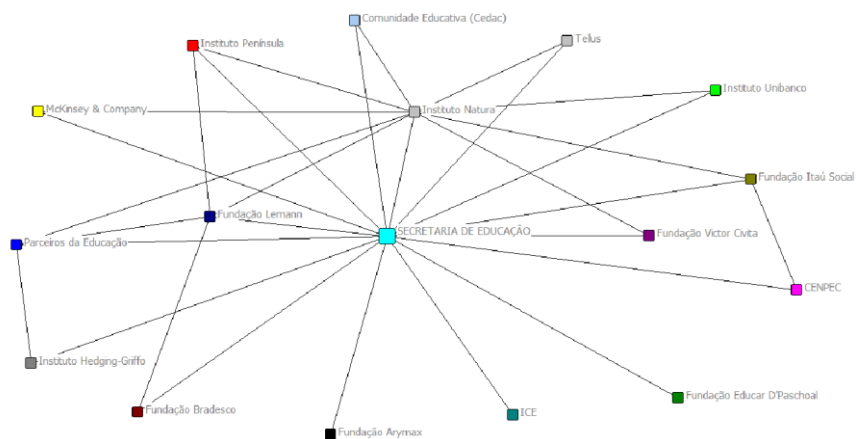 Comunidade Educativa (Cedac)
Instituto Península
Telus
Instituto Unibanco
McKinsey & Company
Instituto Natura
Fundação Itaú Social
Fundação Lemann
SECRETARIA DE EDUCAÇÃO
Fundação Victor Civita
Parceiros da Educação
CENPEC
Instituto Hedging-Griffo
Fundação Educar D'Paschoal
Fundação Bradesco
ICE
Fundação Arymax